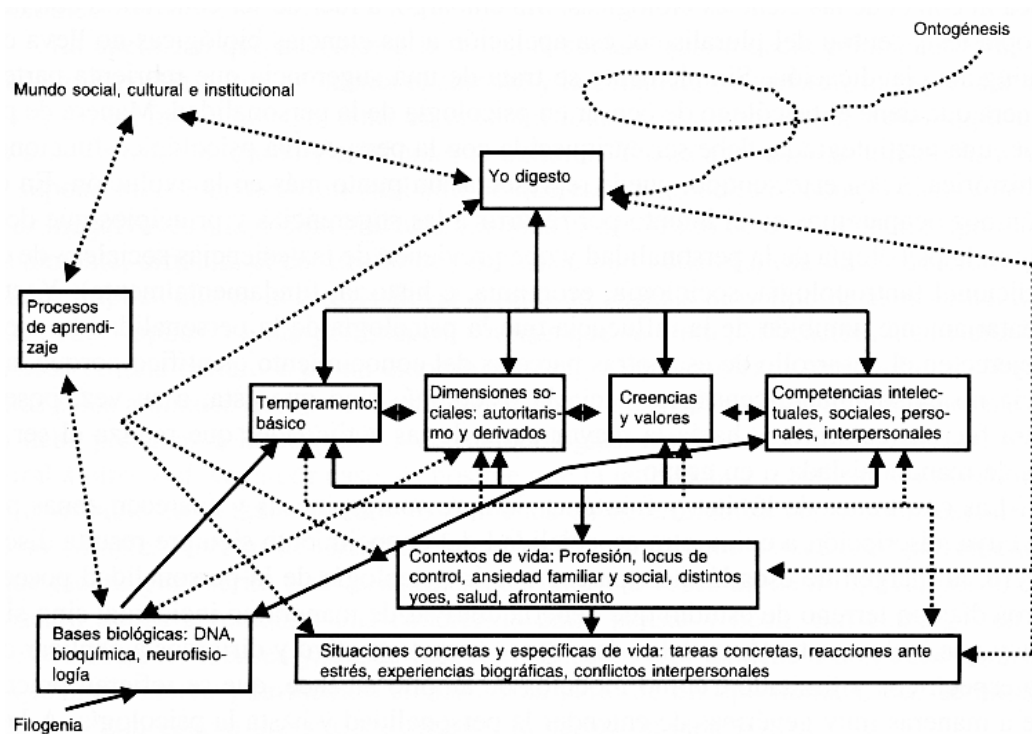 Ontogénesis
Mundo social, cultural e institucional
Yo digesto
Procesos
de aprendi-
zaje
Temperamento:
básico
Dimensiones so-
ciales: autoritaris-
mo y derivados
Creencias
y valores
Competencias intelec-
tuales, sociales, perso-
nales, interpersonales
Contextos de vida: Profesión, locus de
control, ansiedad familiar y social, distintos
yoes, salud, afrontamiento
Bases biológicas: DNA,
bioquímica, neurofisio-
logía
Situaciones concretas y específicas de vida: tareas concretas, reacciones ante
estrés, experiencias biográficas, conflictos interpersonales
Filogenia